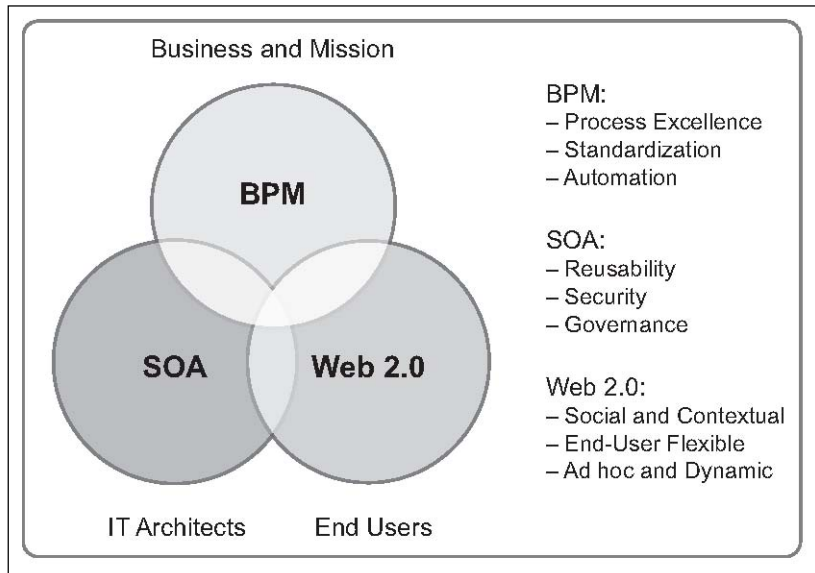 Business and Mission
BPM
SOA
Web 2.0
IT Architects
End Users
BPM:
– Process Excellence
– Standardization
– Automation
SOA:
– Reusability
– Security
– Governance
Web 2.0:
– Social and Contextual
– End-User Flexible
– Ad hoc and Dynamic